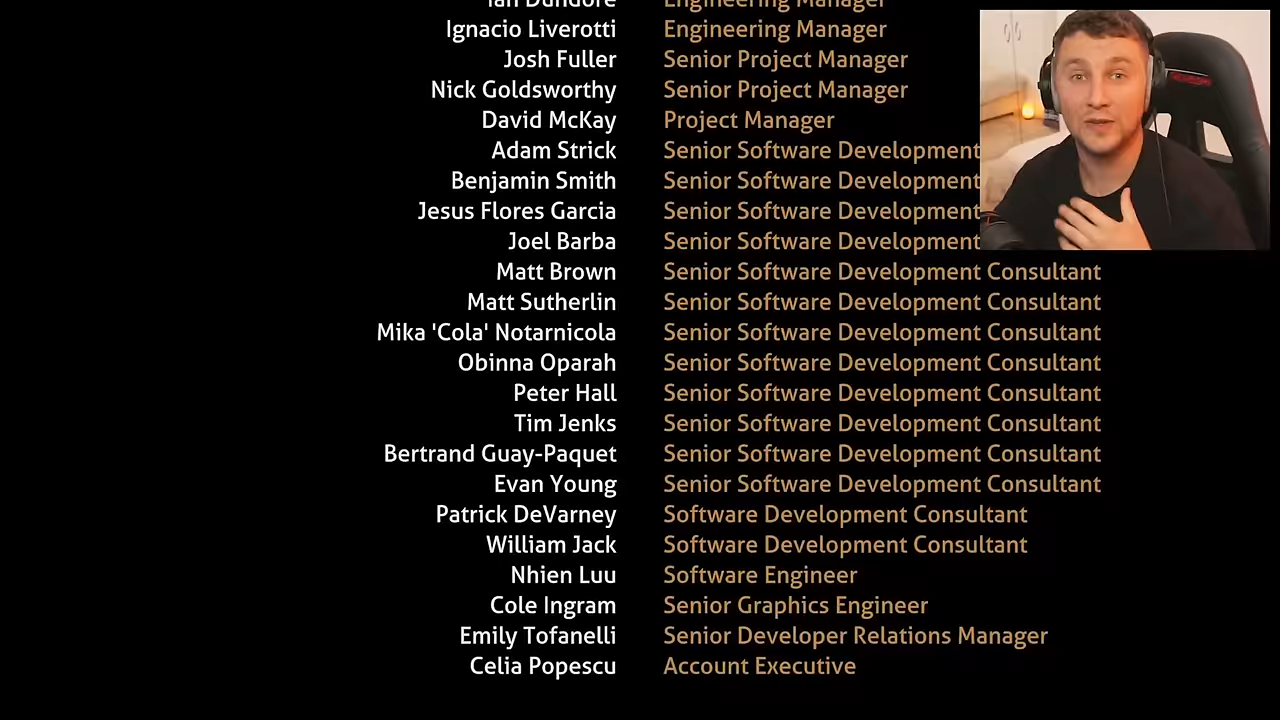 Ian Dundore Engineering Manager
Ignacio Liverotti Engineering Manager
Josh Fuller Senior Project Manager
Nick Goldsworthy Senior Project Manager
David McKay Project Manager
Adam Strick Senior Software Development
Benjamin Smith Senior Software Development
Jesus Flores Garcia Senior Software Development
Joel Barba Senior Software Development
Matt Brown Senior Software Development Consultant
Matt Sutherlin Senior Software Development Consultant
Mika 'Cola' Notarnicola Senior Software Development Consultant
Obinna Oparah Senior Software Development Consultant
Peter Hall Senior Software Development Consultant
Tim Jenks Senior Software Development Consultant
Bertrand Guay-Paquet Senior Software Development Consultant
Evan Young Senior Software Development Consultant
Patrick DeVarney Software Development Consultant
William Jack Software Development Consultant
Nhien Luu Software Engineer
Cole Ingram Senior Graphics Engineer
Emily Tofanelli Senior Developer Relations Manager
Celia Popescu Account Executive